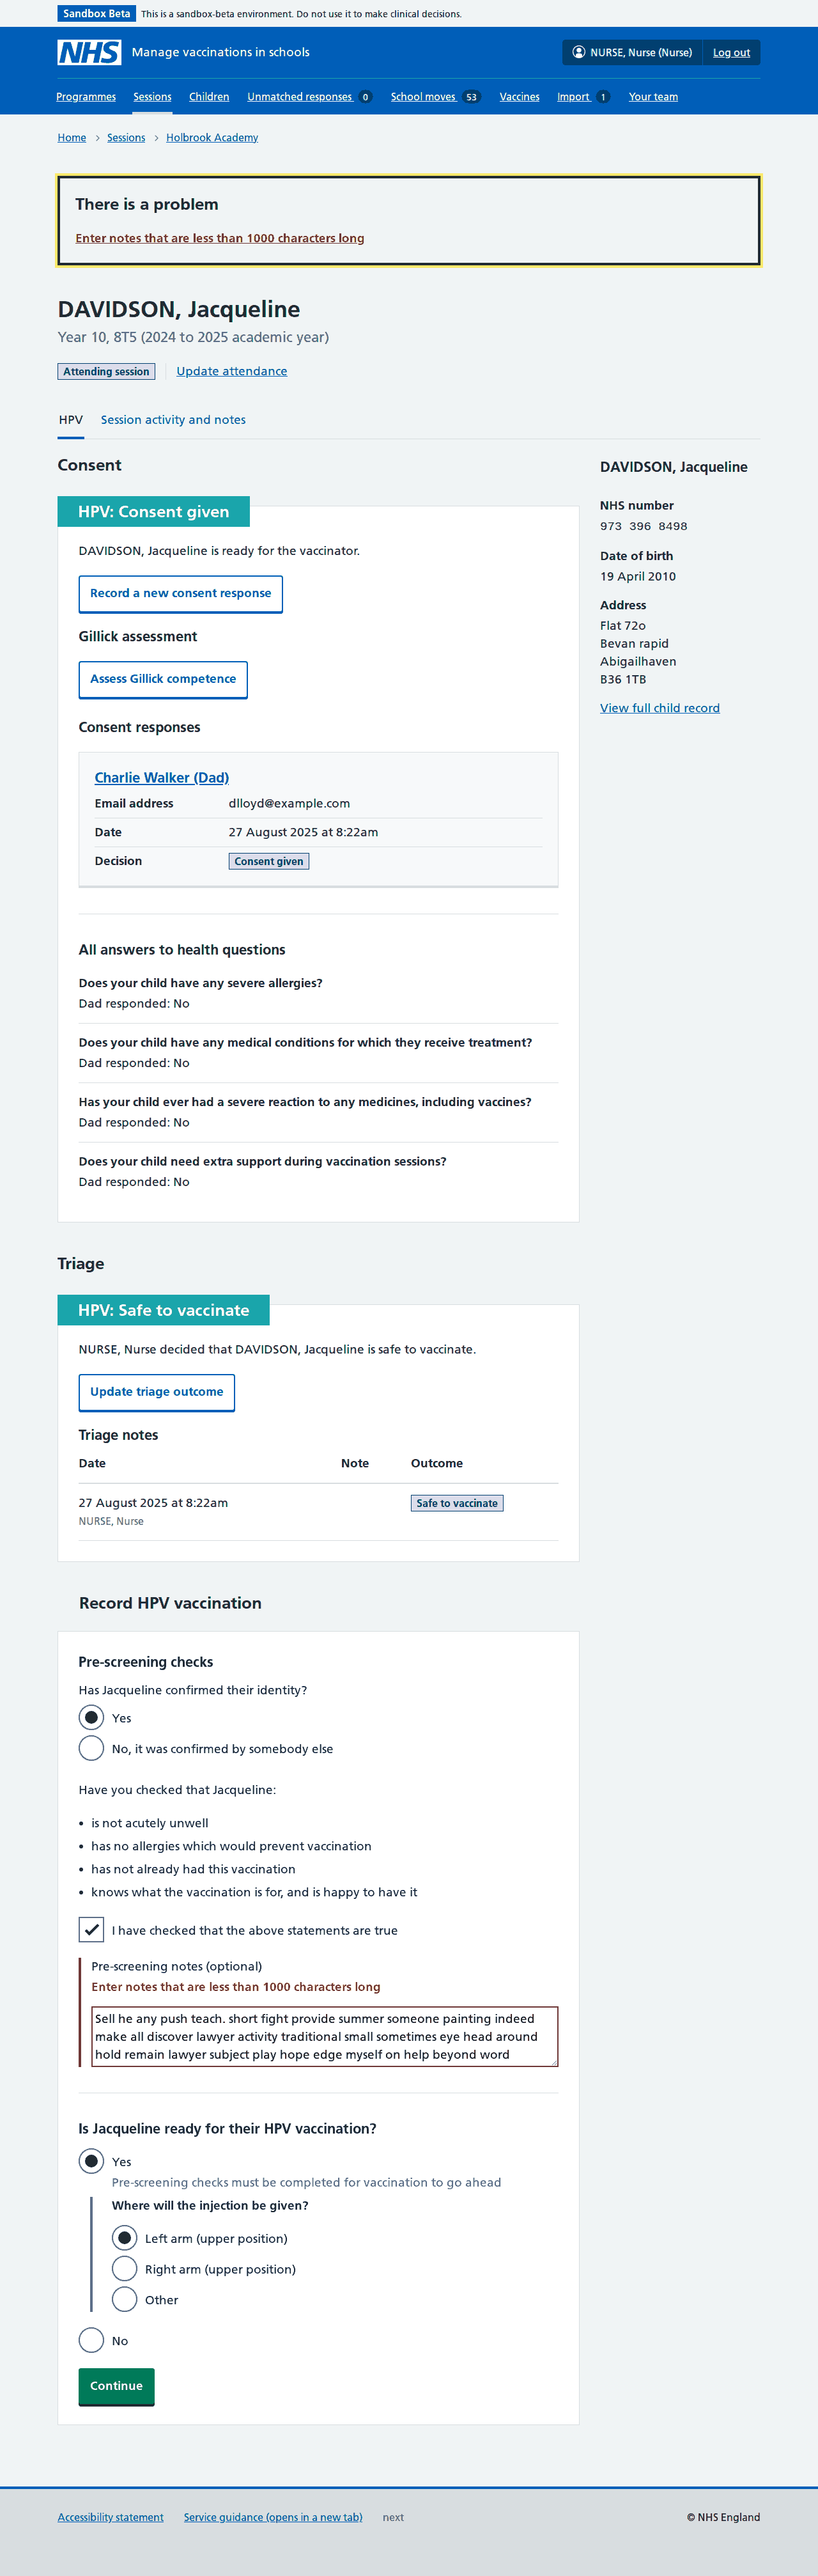 Sandbox Beta This is a sandbox-beta environment. Do not use it to make clinical decisions.
NHS Manage vaccinations in schools NURSE, Nurse (Nurse) Log out
Programmes Sessions Children Unmatched responses 0 School moves 53 Vaccines Import 1 Your team
Home Sessions Holbrook Academy
There is a problem
Enter notes that are less than 1000 characters long
DAVIDSON, Jacqueline
Year 10, 8T5 (2024 to 2025 academic year)
Attending session Update attendance
HPV Session activity and notes
Consent
HPV: Consent given
DAVIDSON, Jacqueline is ready for the vaccinator.
Record a new consent response
Gillick assessment
Assess Gillick competence
Consent responses
Charlie Walker (Dad)
Email address dlloyd@example.com
Date 27 August 2025 at 8:22am
Decision Consent given
All answers to health questions
Does your child have any severe allergies?
Dad responded: No
Does your child have any medical conditions for which they receive treatment?
Dad responded: No
Has your child ever had a severe reaction to any medicines, including vaccines?
Dad responded: No
Does your child need extra support during vaccination sessions?
Dad responded: No
DAVIDSON, Jacqueline
NHS number
973 396 8498
Date of birth
19 April 2010
Address
Flat 72o
Bevan rapid
Abigailhaven
B36 1TB
View full child record
Triage
HPV: Safe to vaccinate
NURSE, Nurse decided that DAVIDSON, Jacqueline is safe to vaccinate.
Update triage outcome
Triage notes
Date Note Outcome
27 August 2025 at 8:22am Safe to vaccinate
NURSE, Nurse
Record HPV vaccination
Pre-screening checks
Has Jacqueline confirmed their identity?
Yes
No, it was confirmed by somebody else
Have you checked that Jacqueline:
• is not acutely unwell
• has no allergies which would prevent vaccination
• has not already had this vaccination
• knows what the vaccination is for, and is happy to have it
I have checked that the above statements are true
Pre-screening notes (optional)
Enter notes that are less than 1000 characters long
Sell he any push teach. short fight provide summer someone painting indeed
make all discover lawyer activity traditional small sometimes eye head around
hold remain lawyer subject play hope edge myself on help beyond word
Is Jacqueline ready for their HPV vaccination?
Yes
Pre-screening checks must be completed for vaccination to go ahead
Where will the injection be given?
Left arm (upper position)
Right arm (upper position)
Other
No
Continue
Accessibility statement Service guidance (opens in a new tab) next © NHS England